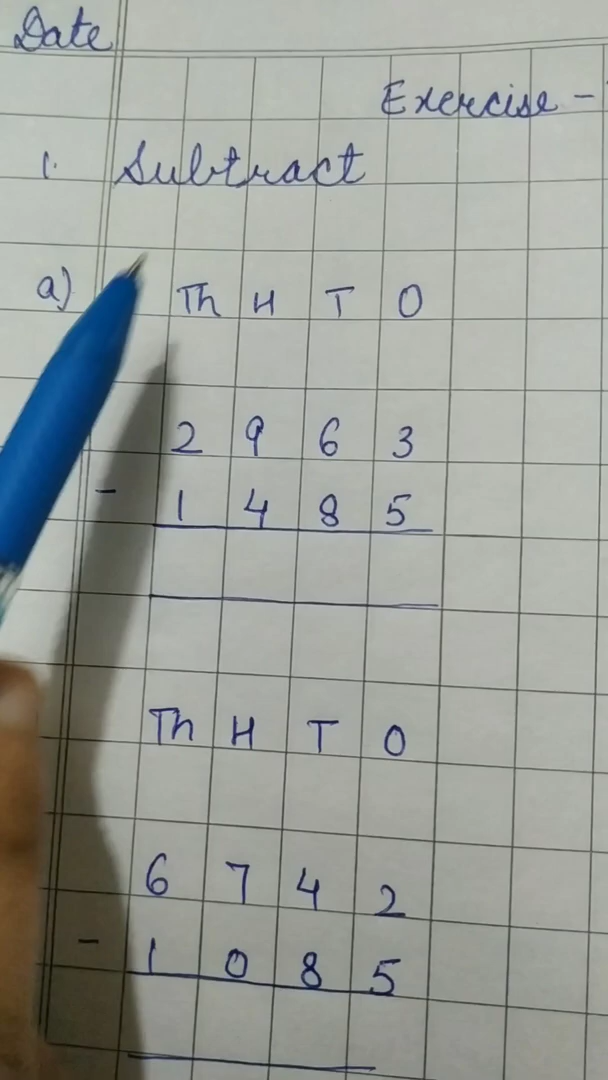 Date
Exercise -
1. Subtract
a) Th H T O
2 9 6 3
- 1 4 8 5
Th H T O
6 7 4 2
- 1 0 8 5